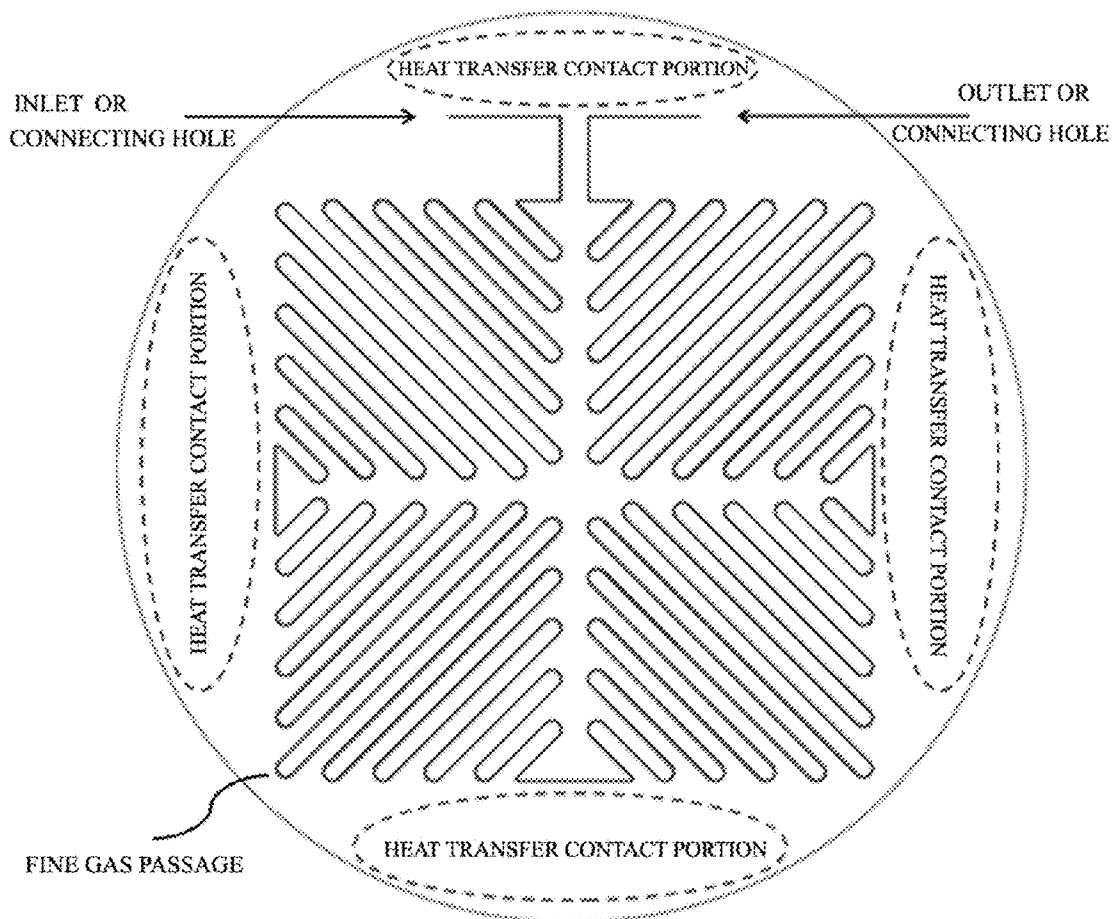 HEAT TRANSFER CONTACT PORTION
INLET OR
CONNECTING HOLE
OUTLET OR
CONNECTING HOLE
HEAT TRANSFER CONTACT PORTION
HEAT TRANSFER CONTACT PORTION
HEAT TRANSFER CONTACT PORTION
FINE GAS PASSAGE